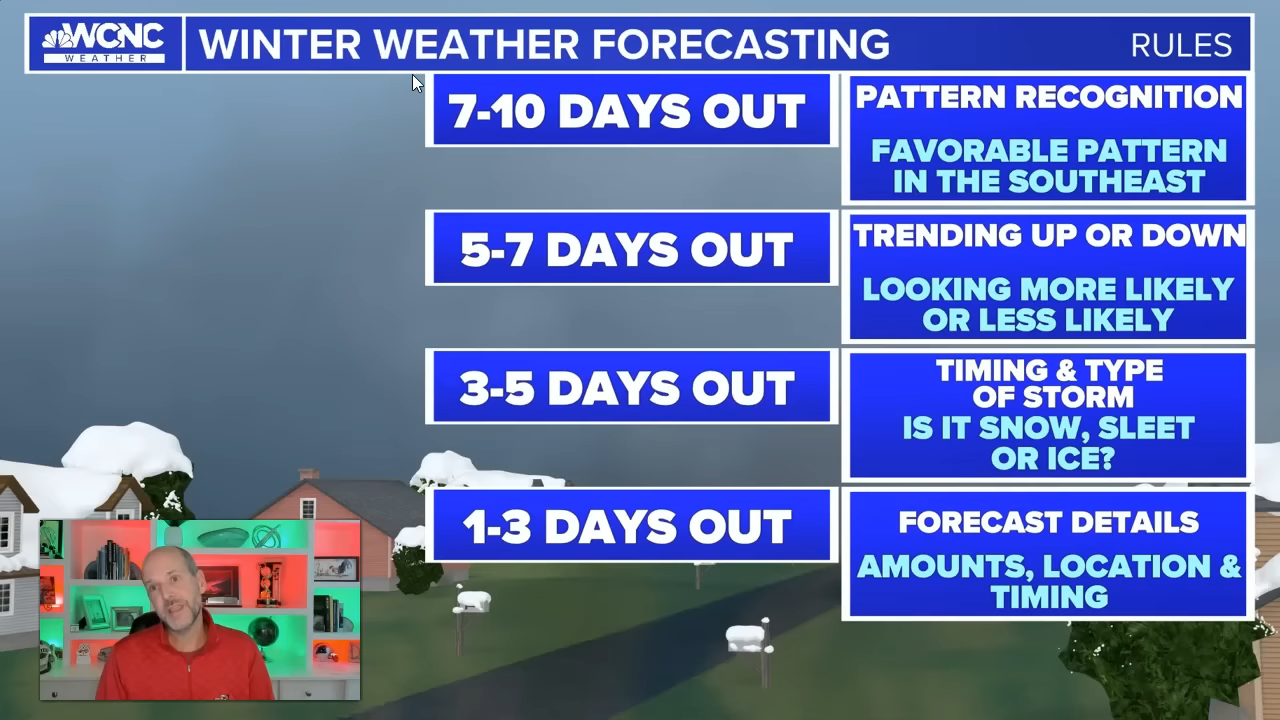 WCNC
WEATHER
WINTER WEATHER FORECASTING
RULES
7-10 DAYS OUT
PATTERN RECOGNITION
FAVORABLE PATTERN
IN THE SOUTHEAST
5-7 DAYS OUT
TRENDING UP OR DOWN
LOOKING MORE LIKELY
OR LESS LIKELY
3-5 DAYS OUT
TIMING & TYPE
OF STORM
IS IT SNOW, SLEET
OR ICE?
1-3 DAYS OUT
FORECAST DETAILS
AMOUNTS, LOCATION &
TIMING